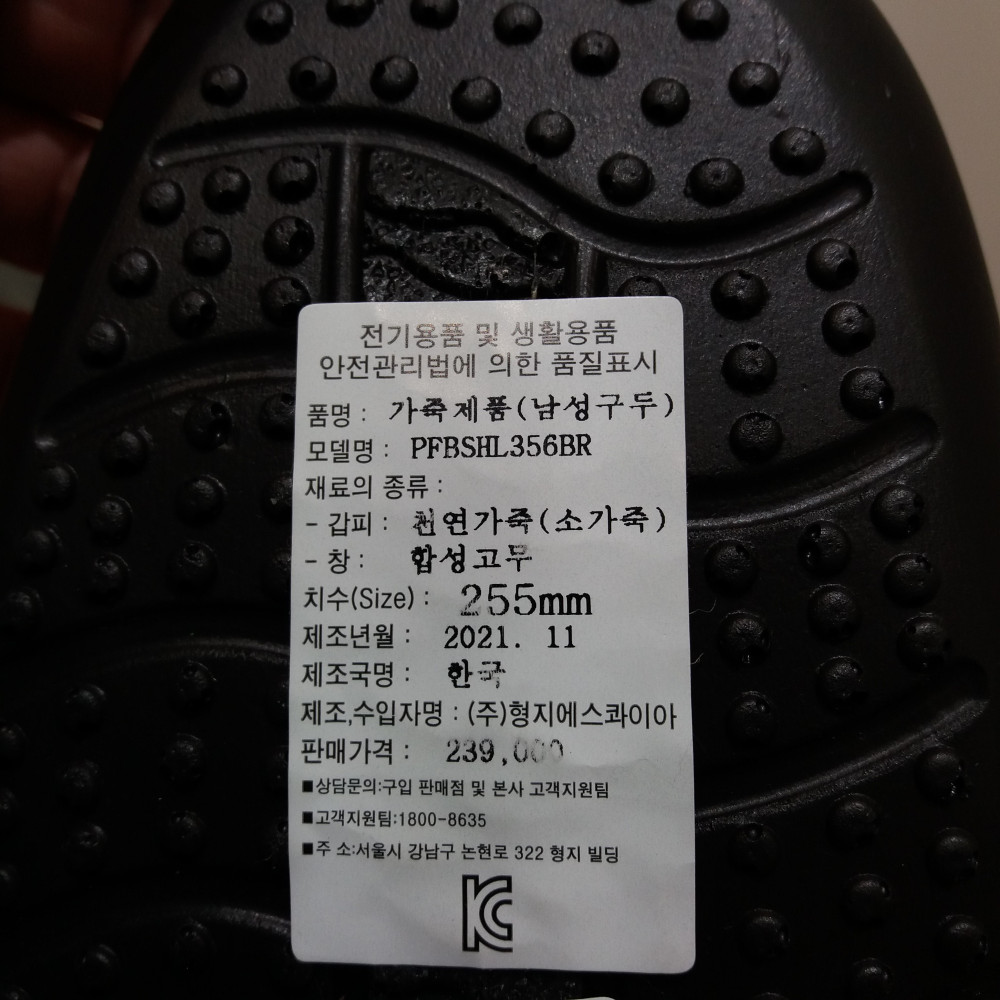 전기용품 및 생활용품
안전관리법에 의한 품질표시
품명 : 가죽제품(남성구두)
모델명 : PFBSHL356BR
재료의 종류 :
- 갑피 : 천연가죽(소가죽)
- 창 : 합성고무
치수(Size) : 255mm
제조년월 : 2021. 11
제조국명 : 한국
제조,수입자명 : (주)형지에스콰이아
판매가격 : 239,000
■상담문의:구입 판매점 및 본사 고객지원팀
■고객지원팀:1800-8635
■주 소:서울시 강남구 논현로 322 형지 빌딩
KC